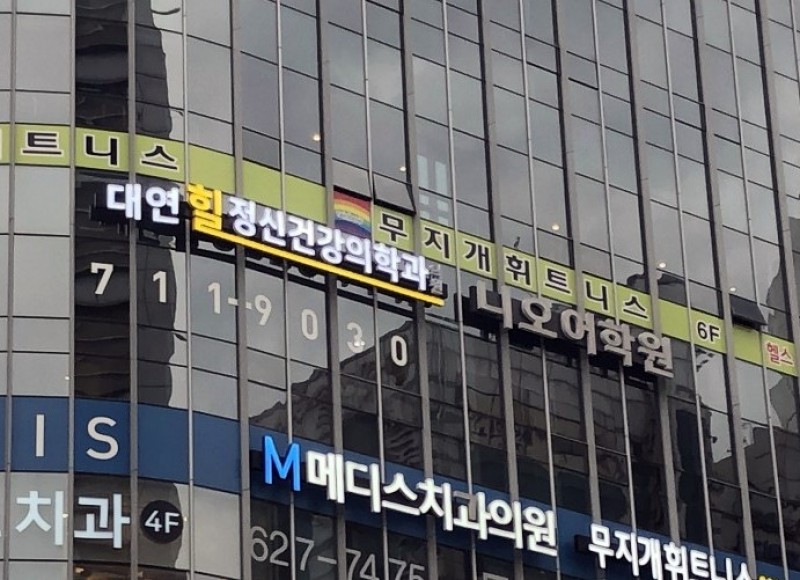 트니스
무지개휘트니스 6F 헬스
대연힐정신건강의학과의원
711-9030
어학원
IS
M메디스치과의원
치과 4F
627-7475
무지개휘트니스